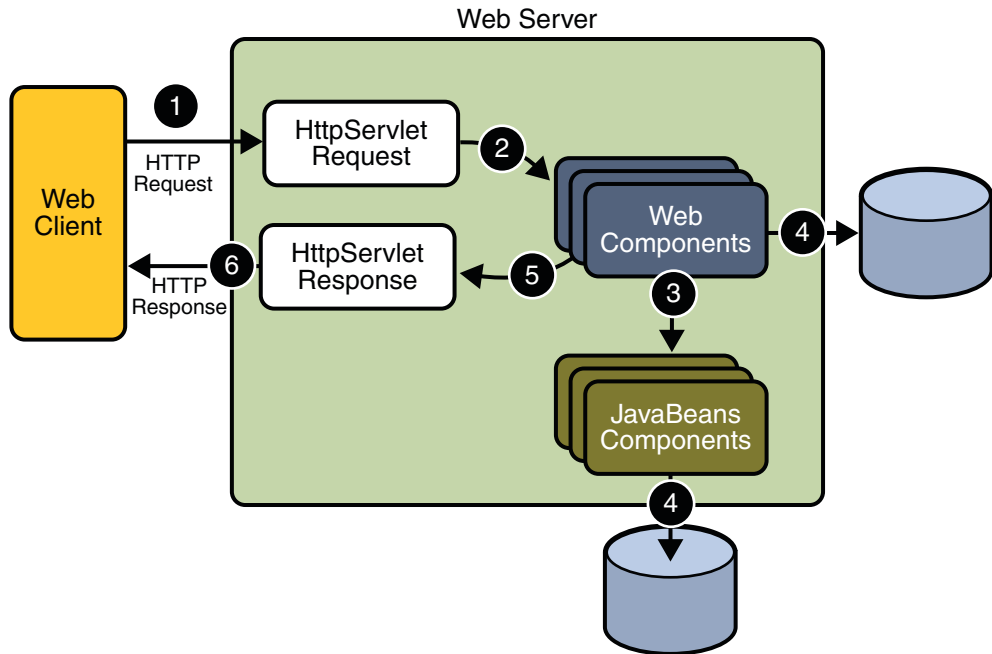 Web Server
1
HttpServlet
Request
2
HTTP
Request
Web
Client
Web
Components
4
HttpServlet
Response
5
6
HTTP
Response
3
JavaBeans
Components
4